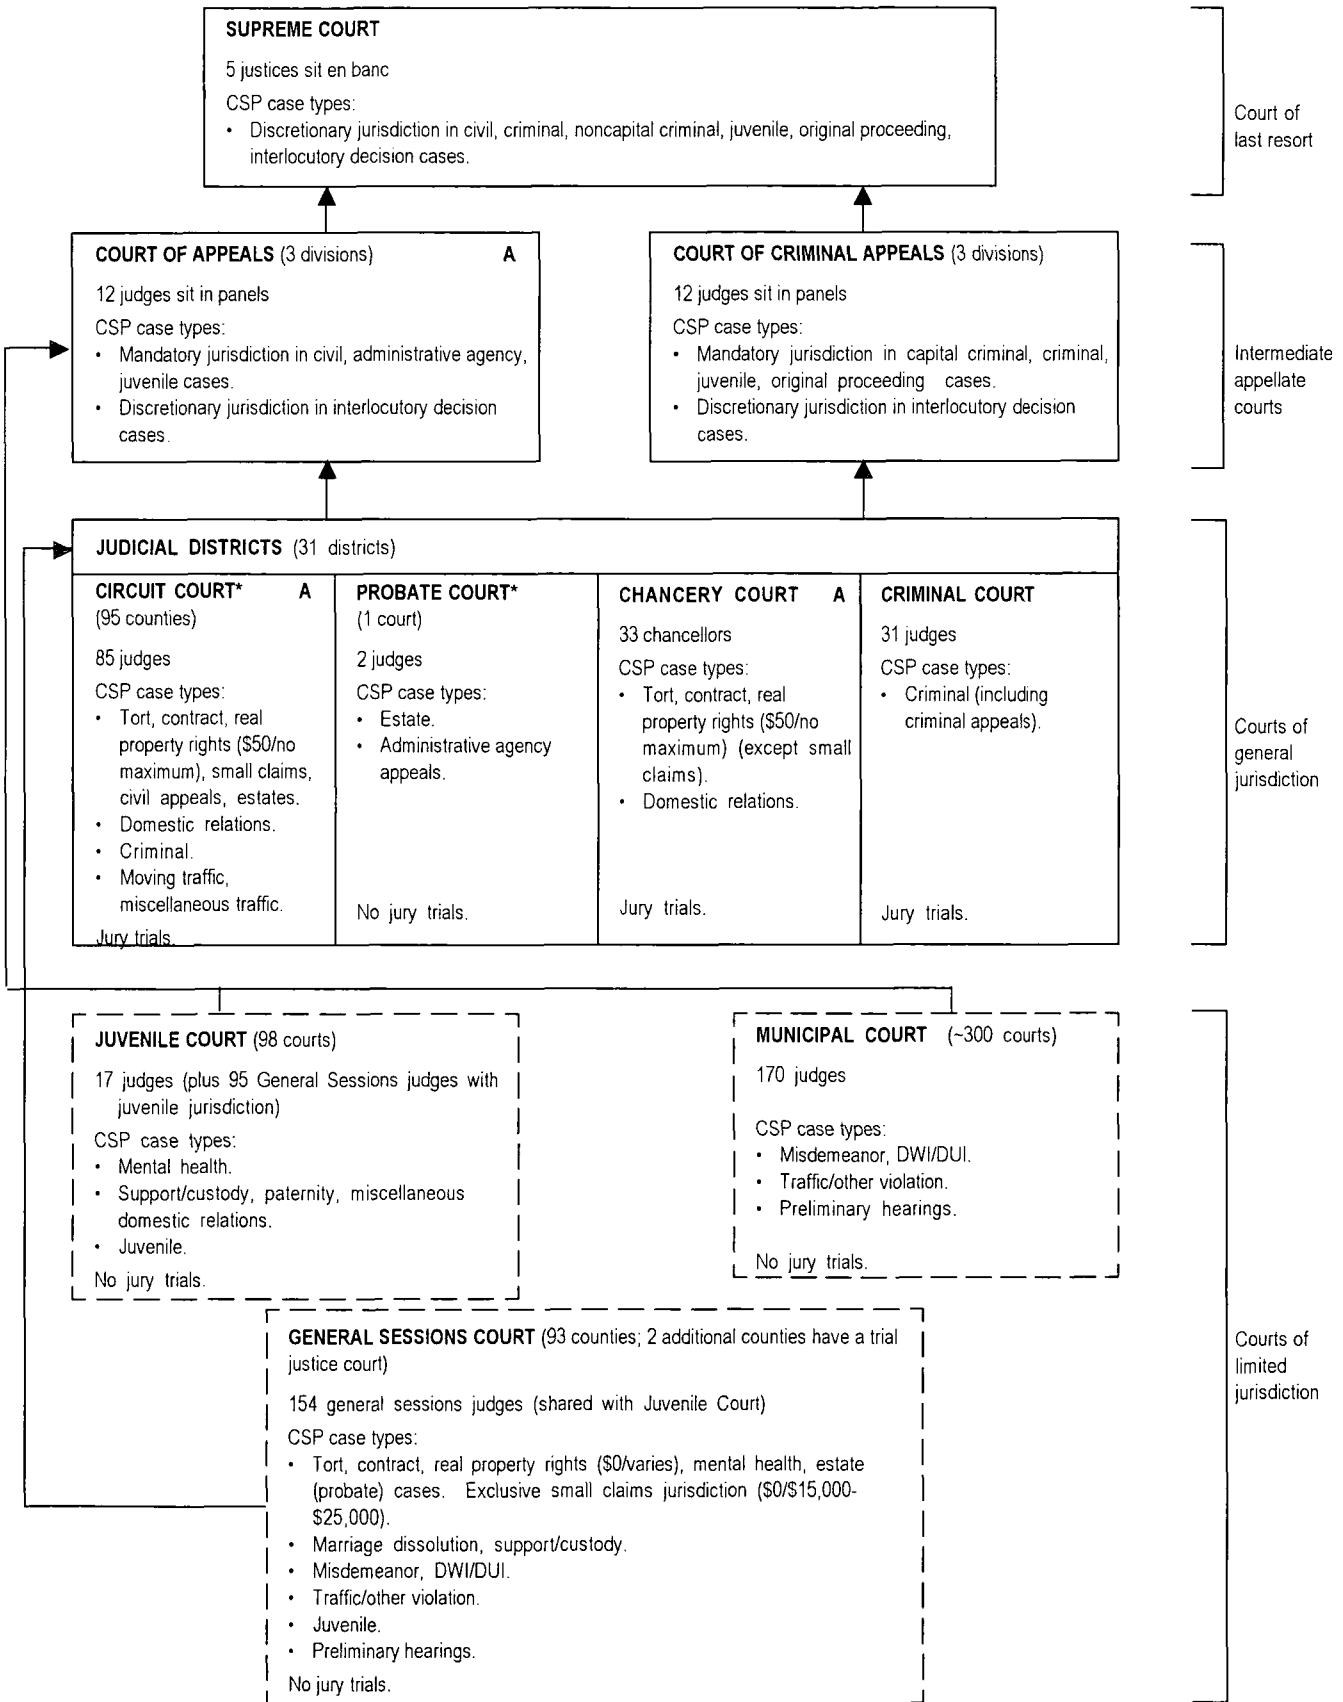 SUPREME COURT
5 justices sit en banc
CSP case types:
• Discretionary jurisdiction in civil, criminal, noncapital criminal, juvenile, original proceeding,
interlocutory decision cases.
Court of
last resort
COURT OF APPEALS (3 divisions) A
12 judges sit in panels
CSP case types:
• Mandatory jurisdiction in civil, administrative agency,
juvenile cases.
• Discretionary jurisdiction in interlocutory decision
cases.
COURT OF CRIMINAL APPEALS (3 divisions)
12 judges sit in panels
CSP case types:
• Mandatory jurisdiction in capital criminal, criminal,
juvenile, original proceeding cases.
• Discretionary jurisdiction in interlocutory decision
cases.
Intermediate
appellate
courts
JUDICIAL DISTRICTS (31 districts)
CIRCUIT COURT* A
(95 counties)
85 judges
CSP case types:
• Tort, contract, real
property rights ($50/no
maximum), small claims,
civil appeals, estates.
• Domestic relations.
• Criminal.
• Moving traffic,
miscellaneous traffic.
Jury trials.
PROBATE COURT*
(1 court)
2 judges
CSP case types:
• Estate.
• Administrative agency
appeals.
No jury trials.
CHANCERY COURT A
33 chancellors
CSP case types:
• Tort, contract, real
property rights ($50/no
maximum) (except small
claims).
• Domestic relations.
Jury trials.
CRIMINAL COURT
31 judges
CSP case types:
• Criminal (including
criminal appeals).
Jury trials.
Courts of
general
jurisdiction
JUVENILE COURT (98 courts)
17 judges (plus 95 General Sessions judges with
juvenile jurisdiction)
CSP case types:
• Mental health.
• Support/custody, paternity, miscellaneous
domestic relations.
• Juvenile.
No jury trials.
MUNICIPAL COURT (~300 courts)
170 judges
CSP case types:
• Misdemeanor, DWI/DUI.
• Traffic/other violation.
• Preliminary hearings.
No jury trials.
GENERAL SESSIONS COURT (93 counties; 2 additional counties have a trial
justice court)
154 general sessions judges (shared with Juvenile Court)
CSP case types:
• Tort, contract, real property rights ($0/varies), mental health, estate
(probate) cases. Exclusive small claims jurisdiction ($0/$15,000-
$25,000).
• Marriage dissolution, support/custody.
• Misdemeanor, DWI/DUI.
• Traffic/other violation.
• Juvenile.
• Preliminary hearings.
No jury trials.
Courts of
limited
jurisdiction